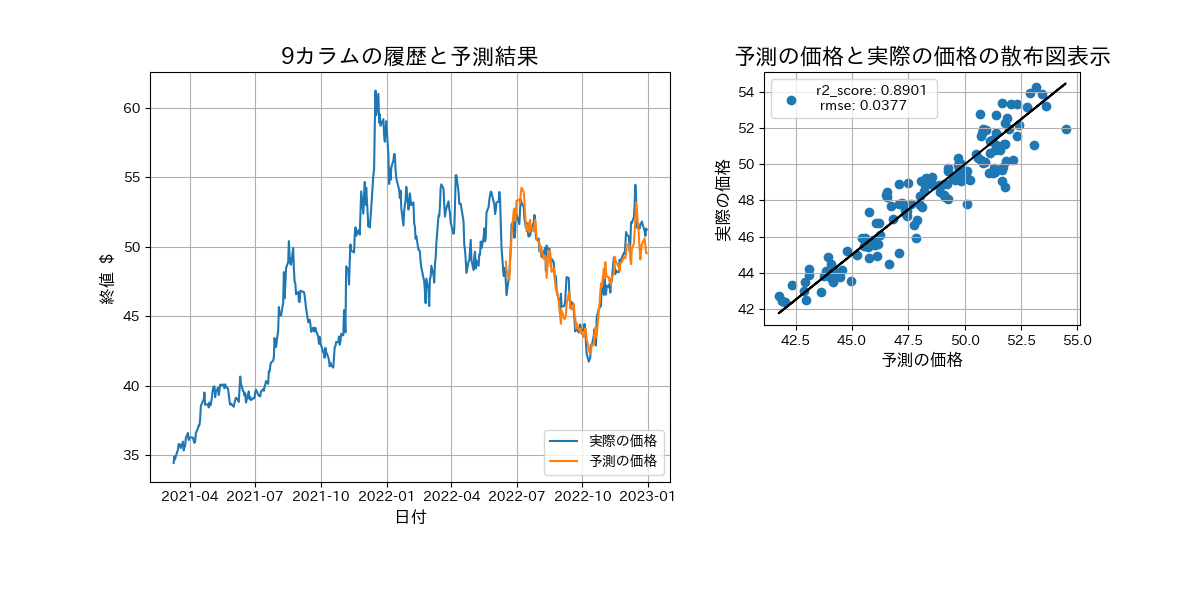 9カラムの履歴と予測結果
終値 $
60
55
50
45
40
35
2021-04
2021-07
2021-10
2022-01
2022-04
2022-07
2022-10
2023-01
日付
実際の価格
予測の価格
予測の価格と実際の価格の散布図表示
r2_score: 0.8901
rmse: 0.0377
実際の価格
54
52
50
48
46
44
42
42.5
45.0
47.5
50.0
52.5
55.0
予測の価格